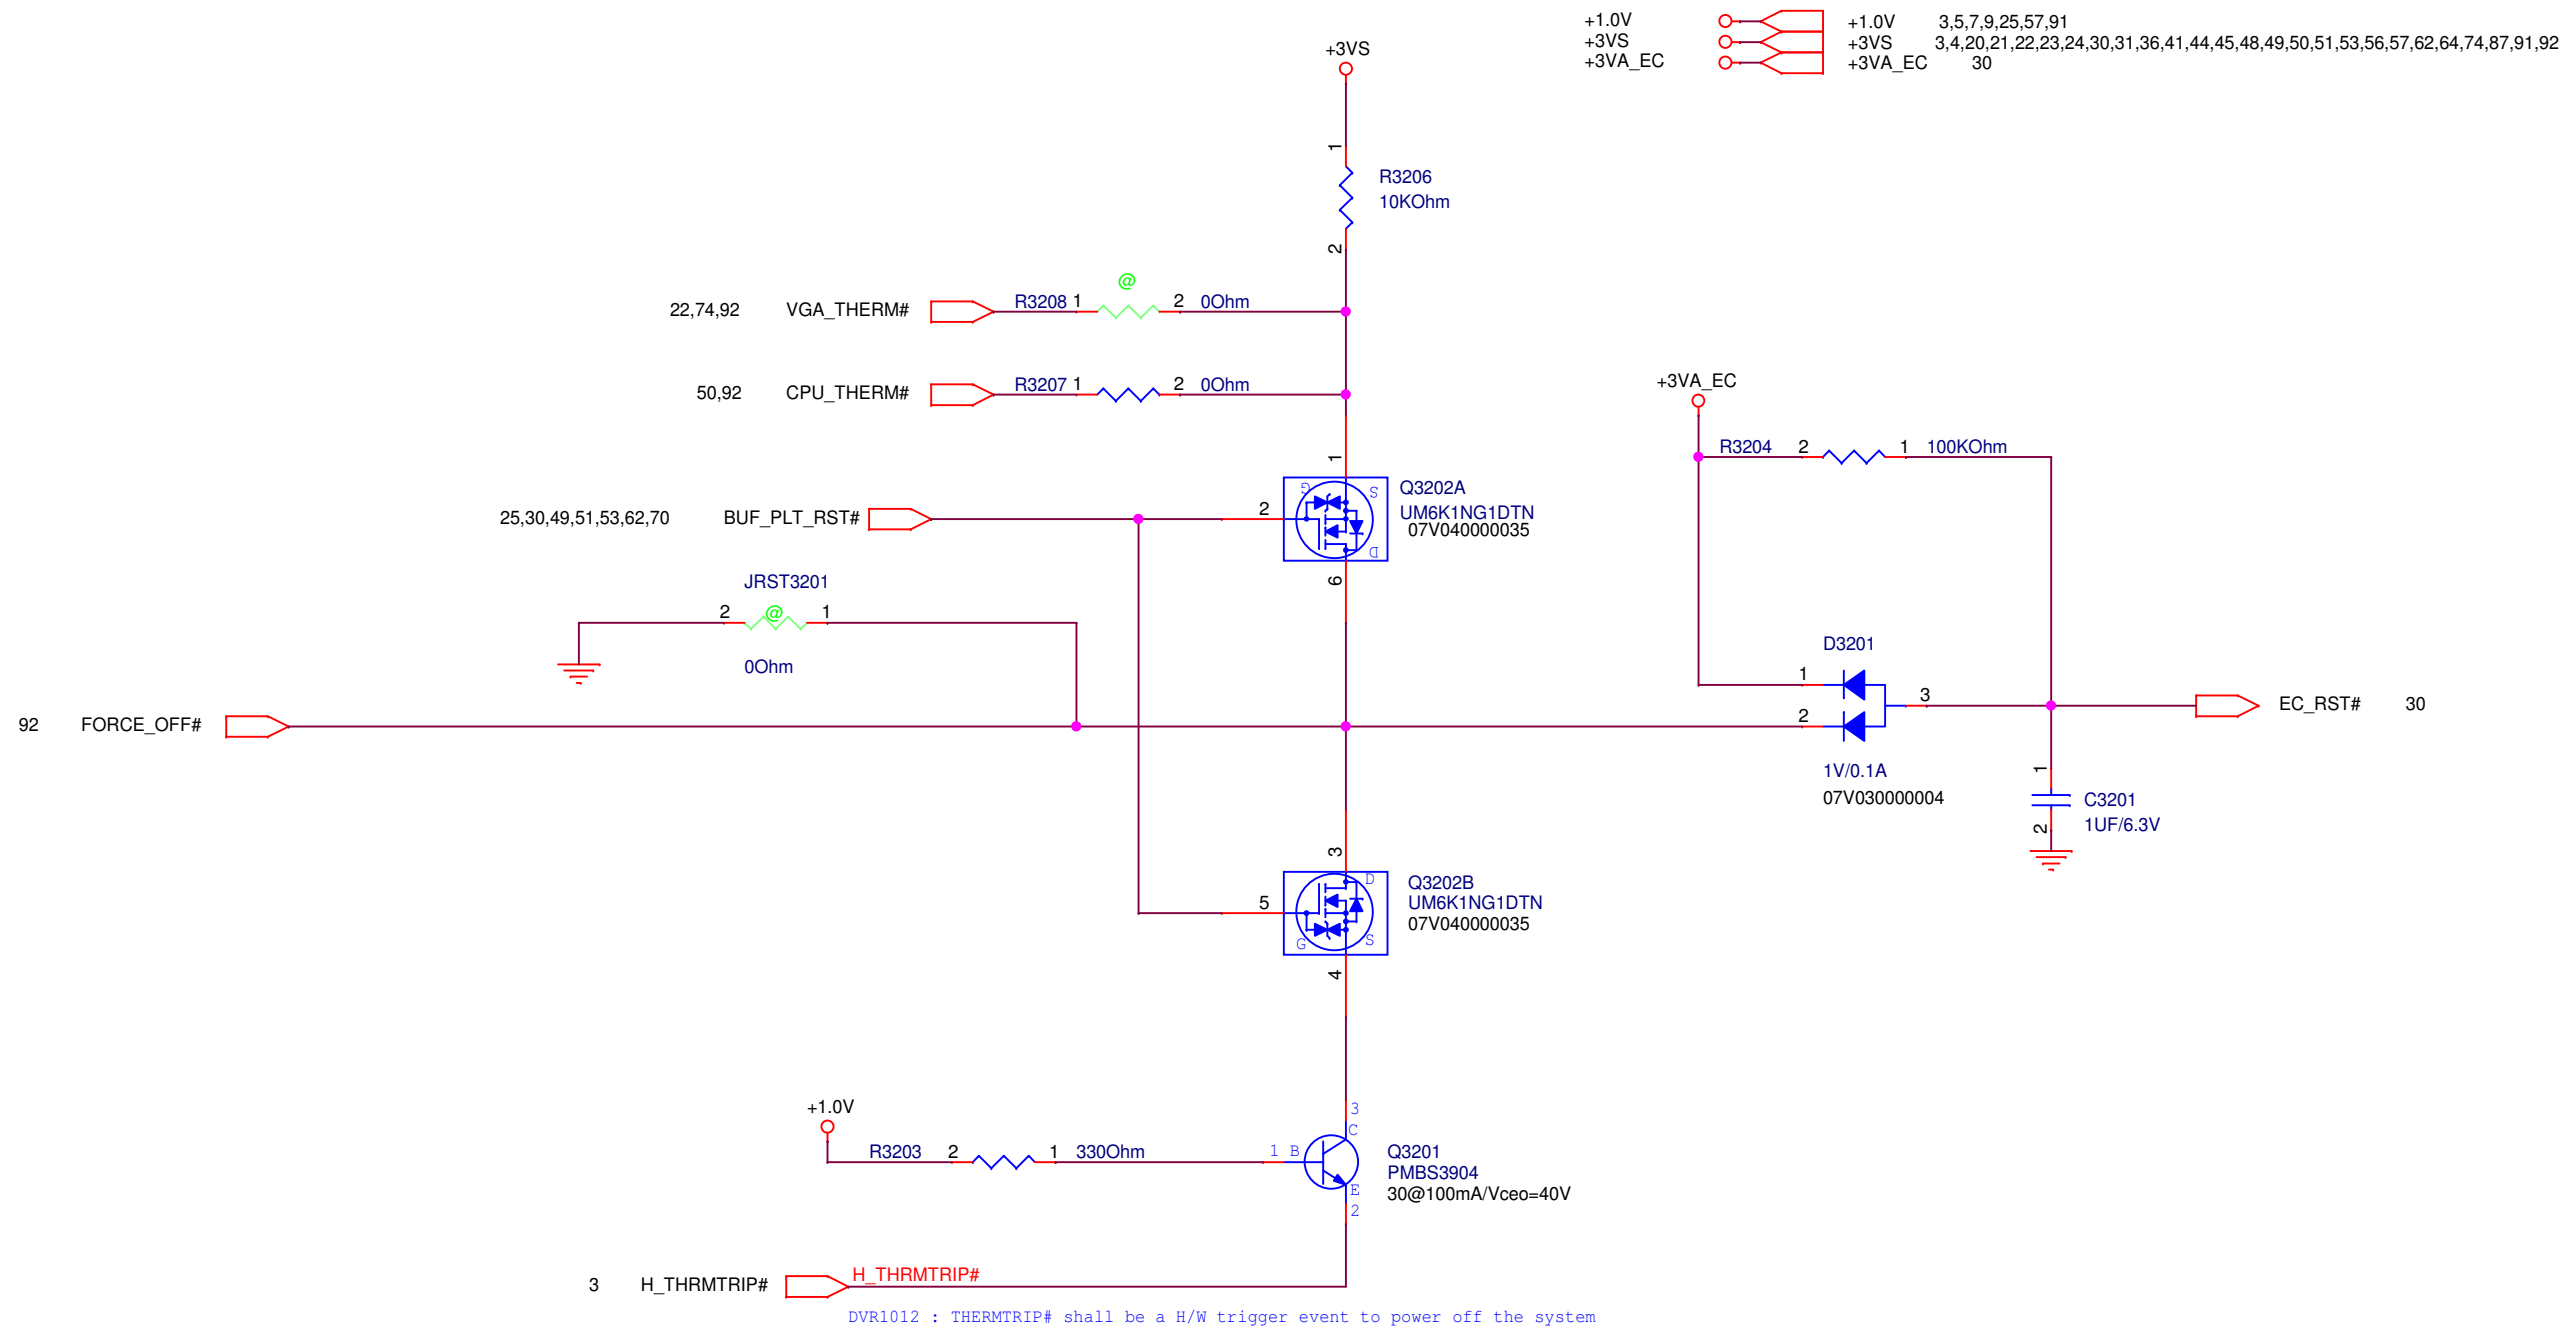 +1.0V +1.0V 3,5,7,9,25,57,91
+3VS +3VS 3,4,20,21,22,23,24,30,31,36,41,44,45,48,49,50,51,53,56,57,62,64,74,87,91,92
+3VA_EC +3VA_EC 30
+3VS
1
R3206
10KOhm
2
@
22,74,92 VGA_THERM# R3208 1 2 0Ohm
50,92 CPU_THERM# R3207 1 2 0Ohm
+3VA_EC
R3204 2 1 100KOhm
1
G S
Q3202A
25,30,49,51,53,62,70 BUF_PLT_RST# 2
UM6K1NG1DTN
07V040000035
D
6
JRST3201
2 @ 1
0Ohm
D3201
1
3
2
92 FORCE_OFF#
EC_RST# 30
1V/0.1A
07V030000004
1
C3201
1UF/6.3V
2
3
D
Q3202B
5 UM6K1NG1DTN
07V040000035
G S
4
+1.0V
3
C
R3203 2 1 330Ohm 1 B
Q3201
PMBS3904
30@100mA/Vceo=40V
E
2
3 H_THRMTRIP# H_THRMTRIP#
DVR1012 : THERMTRIP# shall be a H/W trigger event to power off the system